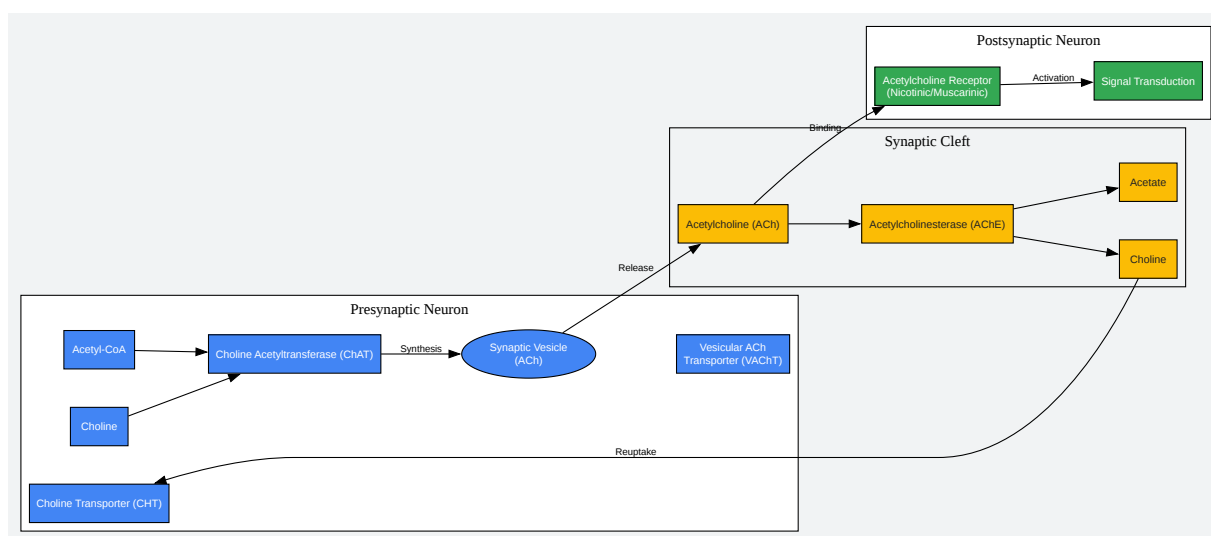 Postsynaptic Neuron
Acetylcholine Receptor
(Nicotinic/Muscarinic)
Activation
Signal Transduction
Binding
Synaptic Cleft
Acetate
Acetylcholine (ACh)
Acetylcholinesterase (AChE)
Choline
Release
Presynaptic Neuron
Acetyl-CoA
Choline Acetyltransferase (ChAT)
Synthesis
Synaptic Vesicle
(ACh)
Vesicular ACh
Transporter (VAChT)
Choline
Reuptake
Choline Transporter (CHT)